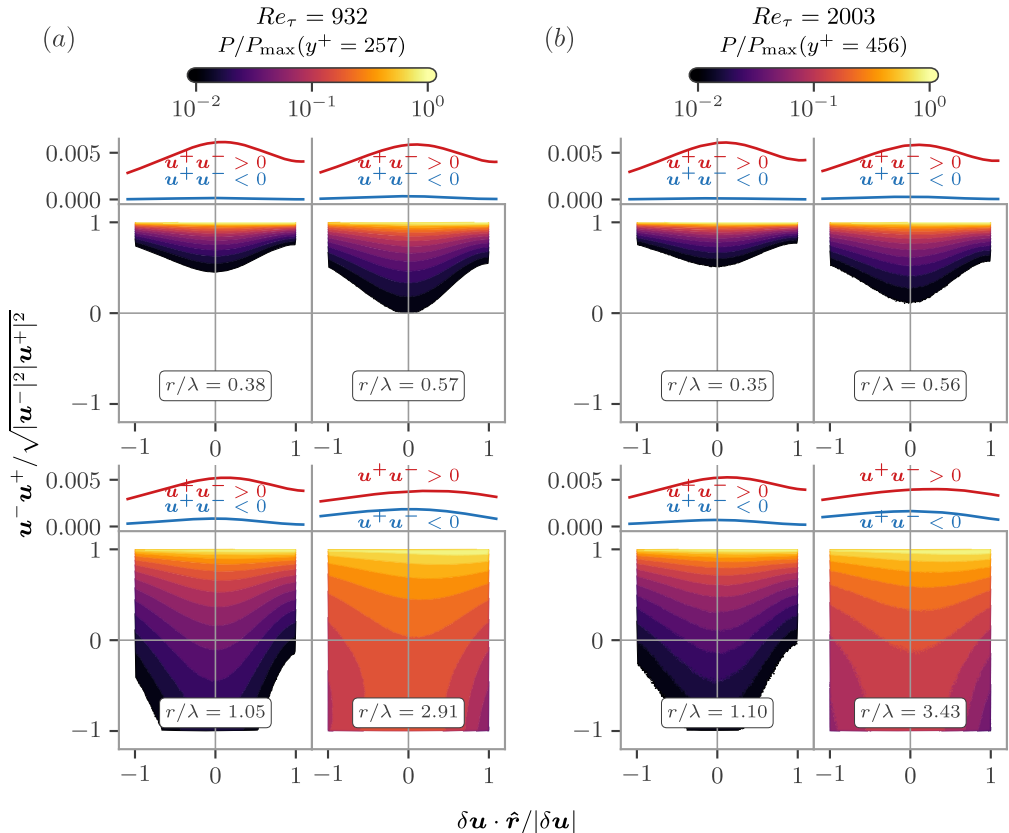 (a)
Re_τ = 932
P/P_max(y⁺ = 257)
10⁻² 10⁻¹ 10⁰
(b)
Re_τ = 2003
P/P_max(y⁺ = 456)
10⁻² 10⁻¹ 10⁰
0.005
0.000
u⁺u⁻ > 0
u⁺u⁻ < 0
u⁺u⁻ > 0
u⁺u⁻ < 0
1
0
−1
r/λ = 0.38
r/λ = 0.57
−1 0 1
−1 0 1
0.005
0.000
u⁺u⁻ > 0
u⁺u⁻ < 0
u⁺u⁻ > 0
u⁺u⁻ < 0
1
0
−1
r/λ = 1.05
r/λ = 2.91
−1 0 1
−1 0 1
0.005
0.000
u⁺u⁻ > 0
u⁺u⁻ < 0
u⁺u⁻ > 0
u⁺u⁻ < 0
1
0
−1
r/λ = 0.35
r/λ = 0.56
−1 0 1
−1 0 1
0.005
0.000
u⁺u⁻ > 0
u⁺u⁻ < 0
u⁺u⁻ > 0
u⁺u⁻ < 0
1
0
−1
r/λ = 1.10
r/λ = 3.43
−1 0 1
−1 0 1
u⁻·u⁺/√|u⁻|²|u⁺|²
δu · r̂/|δu|